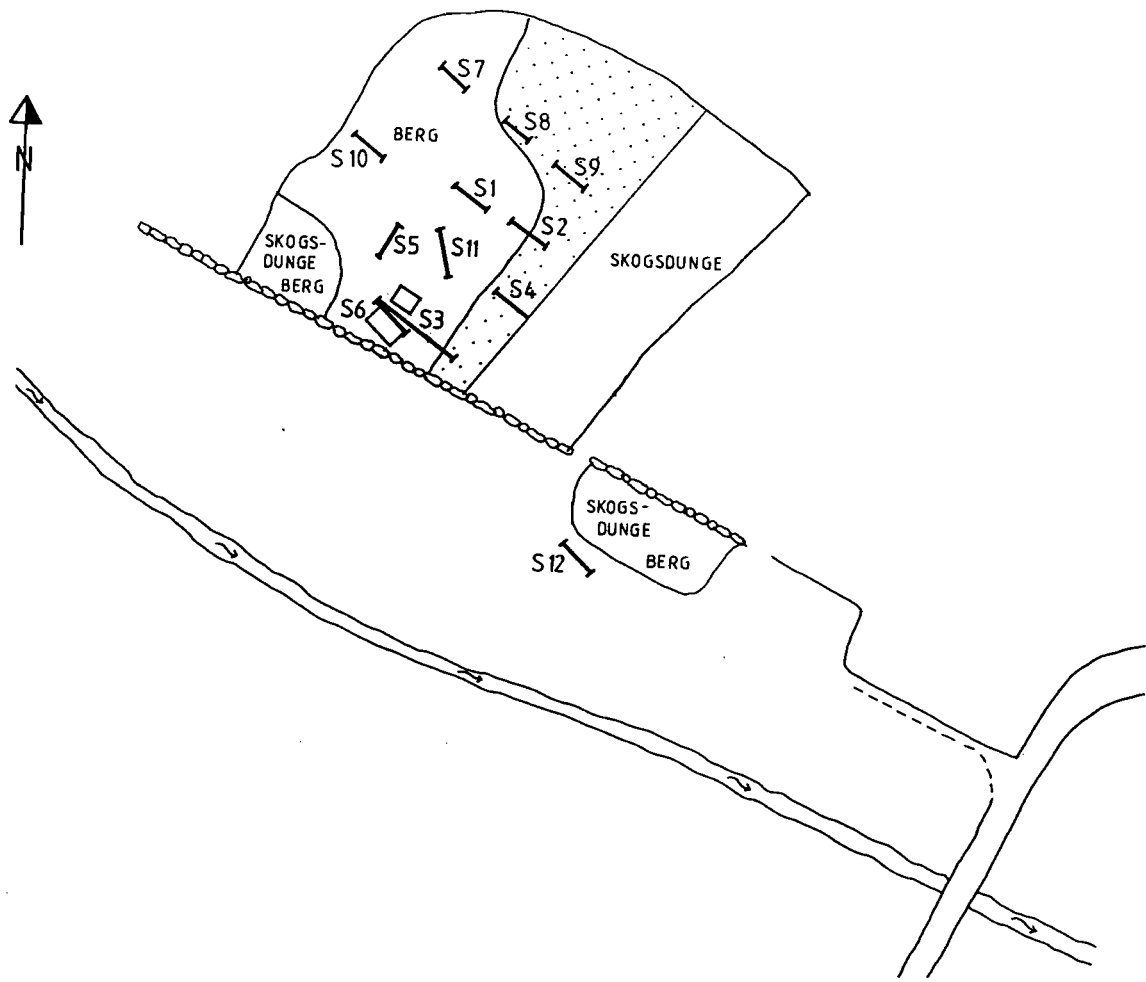 S7
S8
BERG
N
S10
S9
S1
S2
SKOGS-
DUNGE
BERG
S5
S11
SKOGSDUNGE
S4
S6
S3
SKOGS-
DUNGE
BERG
S12